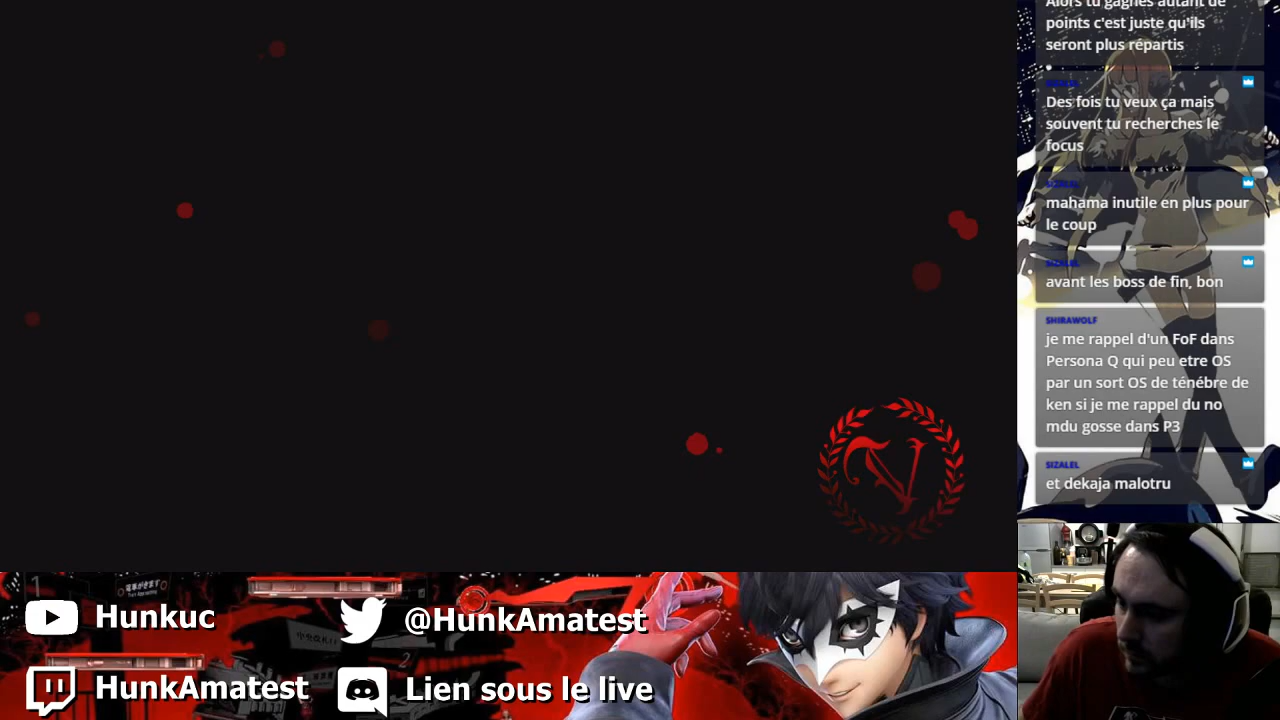 Alors tu gagnes autant de
points c'est juste qu'ils
seront plus répartis
SIZALEL
Des fois tu veux ça mais
souvent tu recherches le
focus
SIZALEL
mahama inutile en plus pour
le coup
SIZALEL
avant les boss de fin, bon
SHIRAWOLF
je me rappel d'un FoF dans
Persona Q qui peu etre OS
par un sort OS de ténébre de
ken si je me rappel du no
mdu gosse dans P3
SIZALEL
et dekaja malotru
V
Hunkuc
@HunkAmatest
HunkAmatest
Lien sous le live